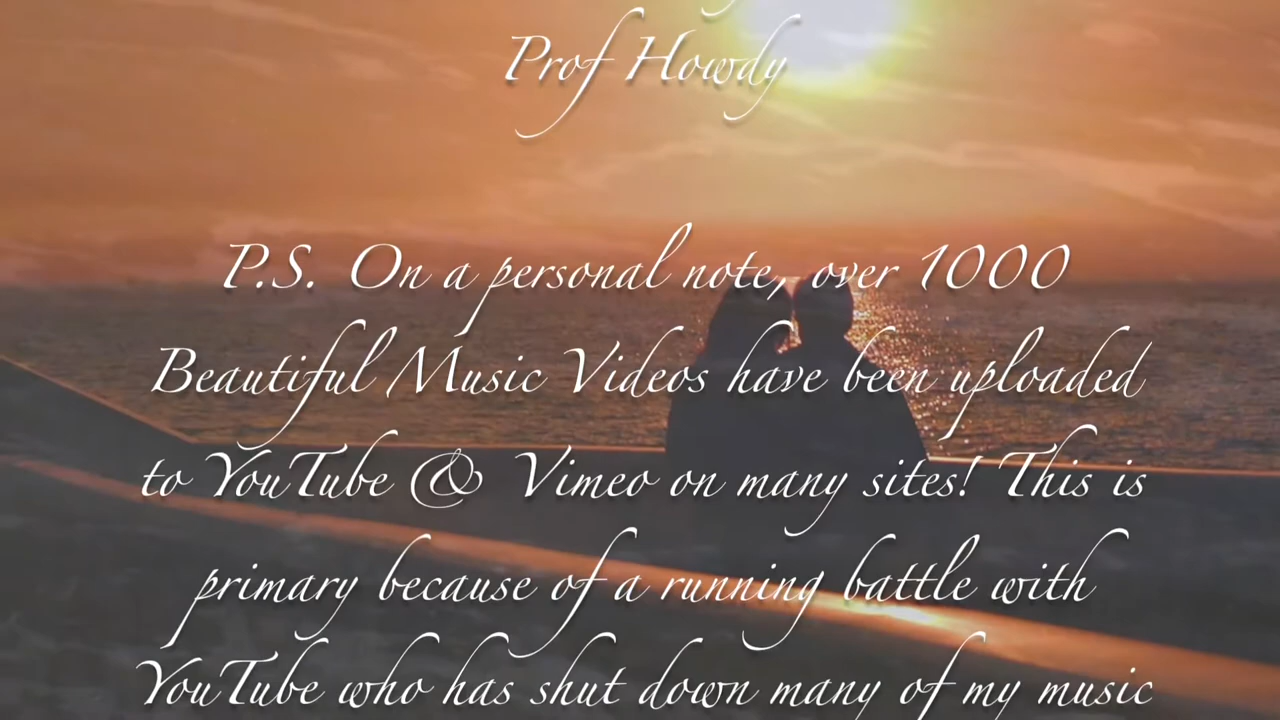 Prof Howdy
P.S. On a personal note, over 1000
Beautiful Music Videos have been uploaded
to YouTube & Vimeo on many sites! This is
primary because of a running battle with
YouTube who has shut down many of my music